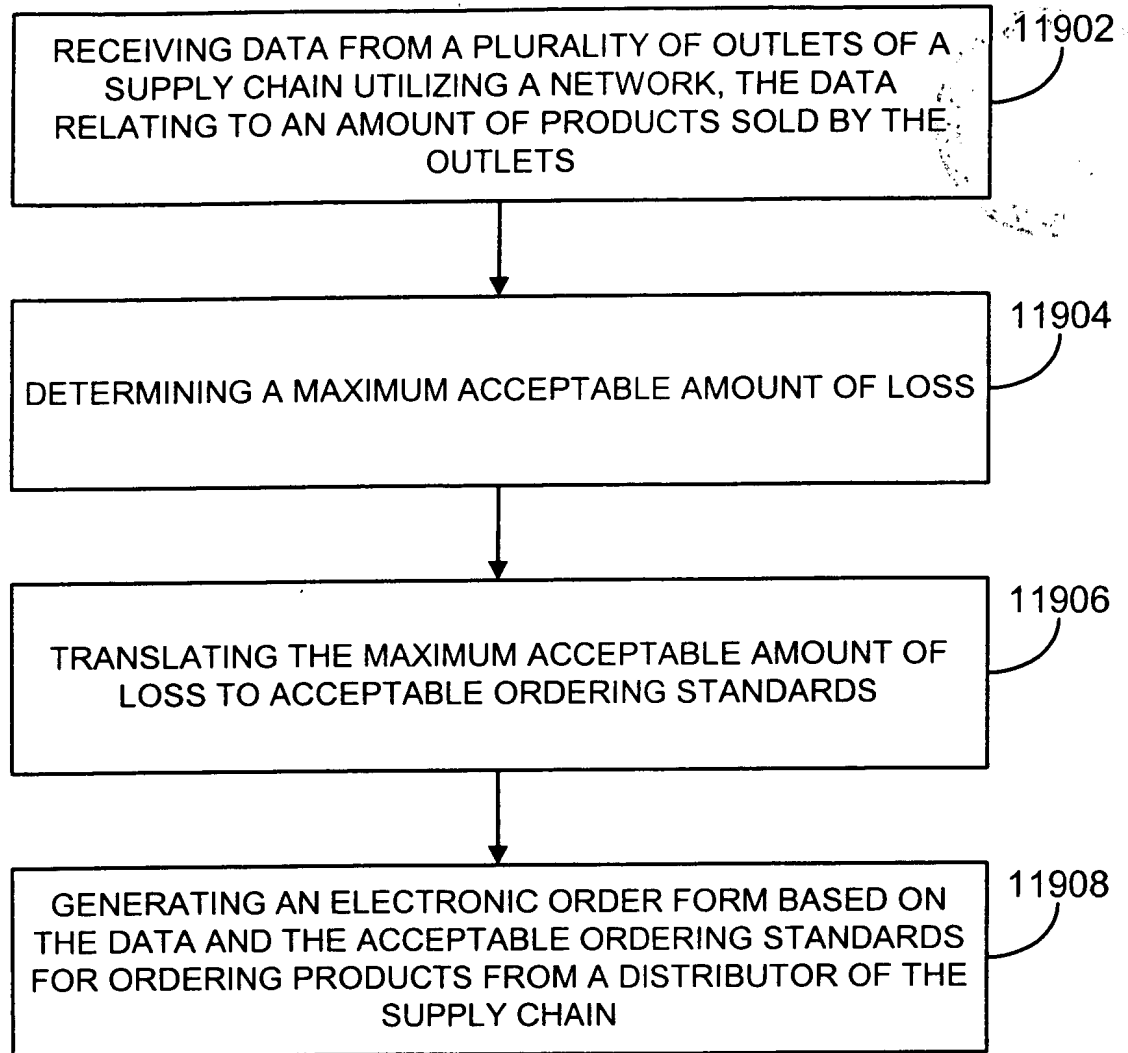 RECEIVING DATA FROM A PLURALITY OF OUTLETS OF A
SUPPLY CHAIN UTILIZING A NETWORK, THE DATA
RELATING TO AN AMOUNT OF PRODUCTS SOLD BY THE
OUTLETS
11902
DETERMINING A MAXIMUM ACCEPTABLE AMOUNT OF LOSS
11904
TRANSLATING THE MAXIMUM ACCEPTABLE AMOUNT OF
LOSS TO ACCEPTABLE ORDERING STANDARDS
11906
GENERATING AN ELECTRONIC ORDER FORM BASED ON
THE DATA AND THE ACCEPTABLE ORDERING STANDARDS
FOR ORDERING PRODUCTS FROM A DISTRIBUTOR OF THE
SUPPLY CHAIN
11908